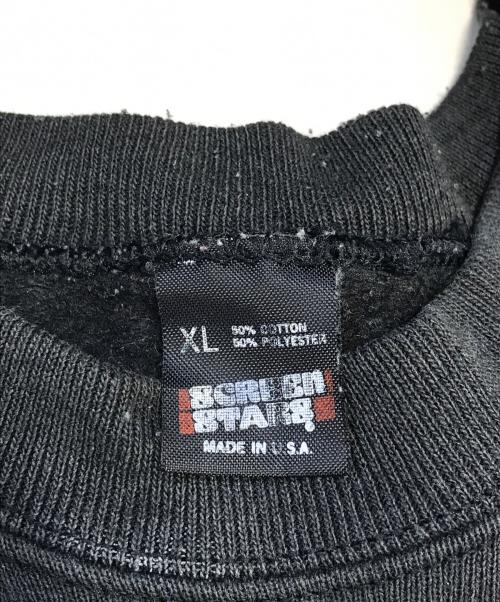 XL
50% COTTON
50% POLYESTER
SCREEN
STARS
MADE IN U.S.A.